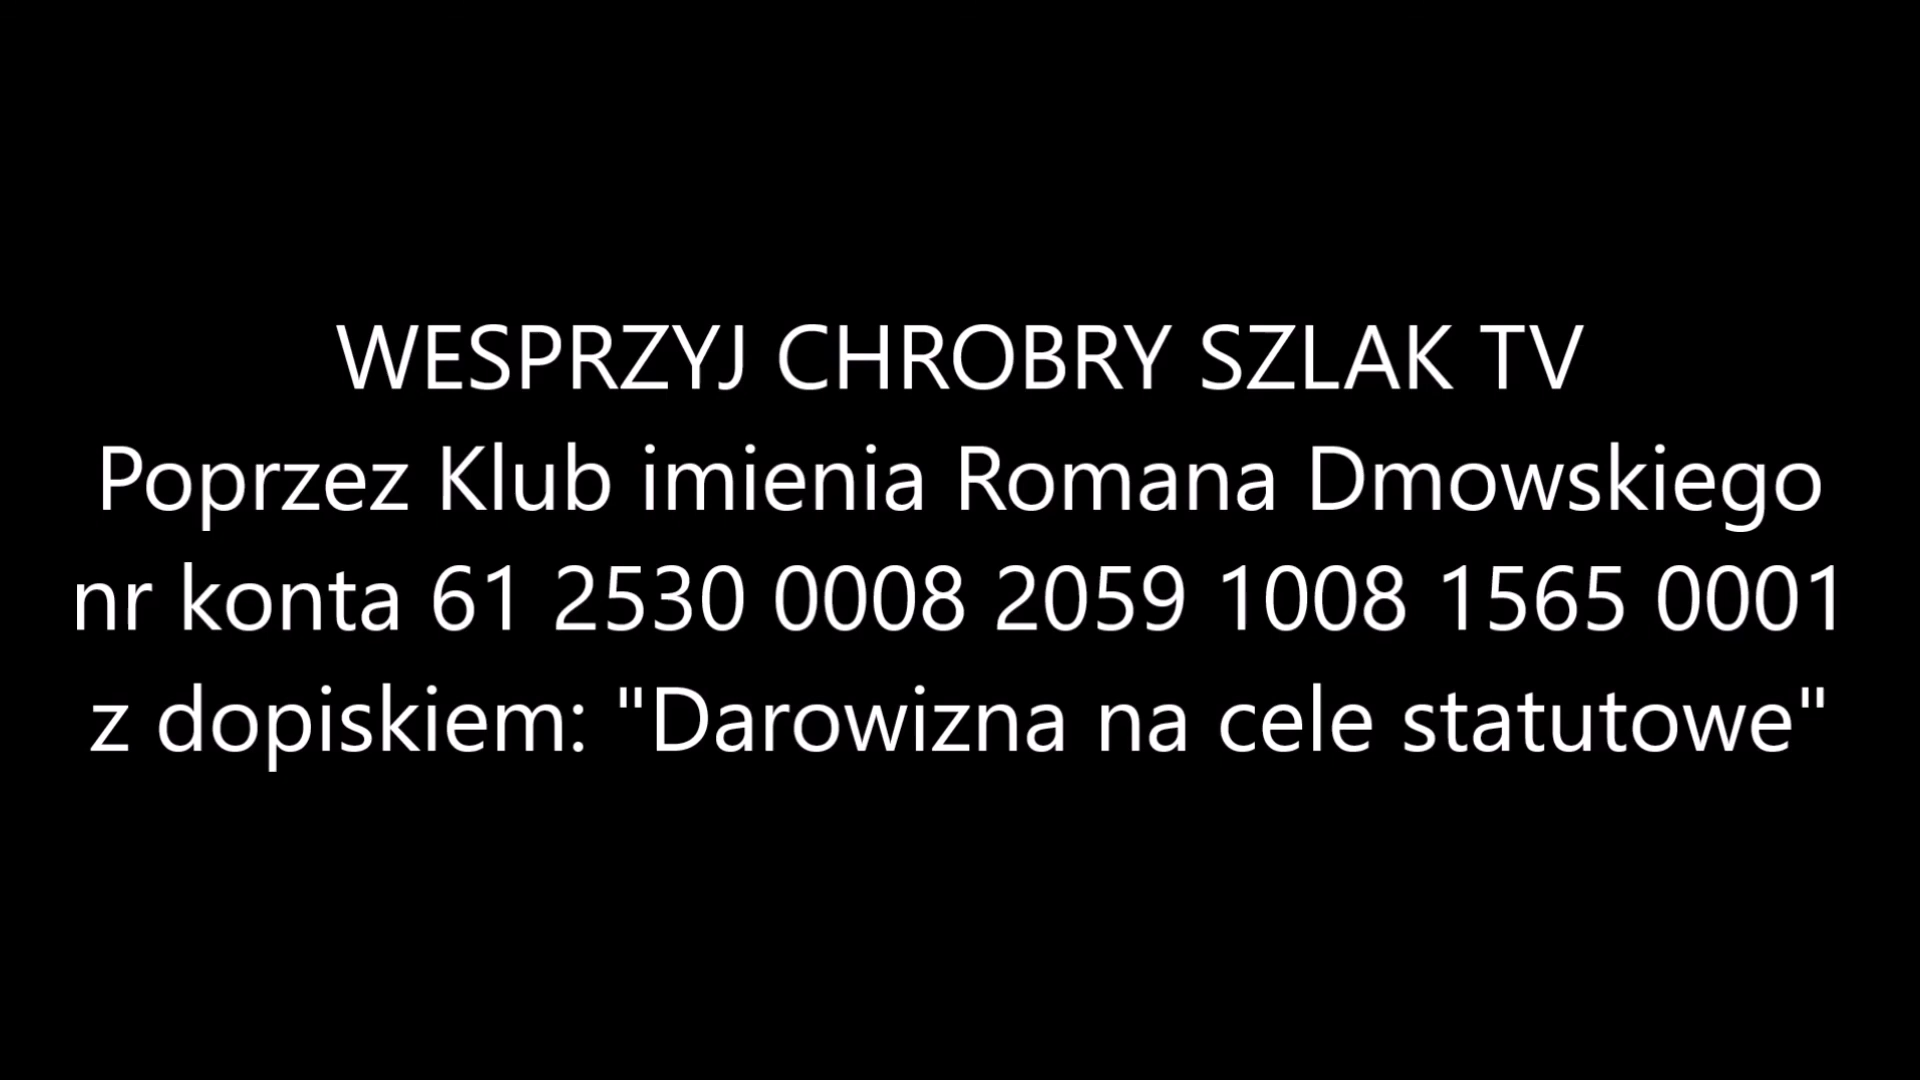 WESPRZYJ CHROBRY SZLAK TV
Poprzez Klub imienia Romana Dmowskiego
nr konta 61 2530 0008 2059 1008 1565 0001
z dopiskiem: "Darowizna na cele statutowe"